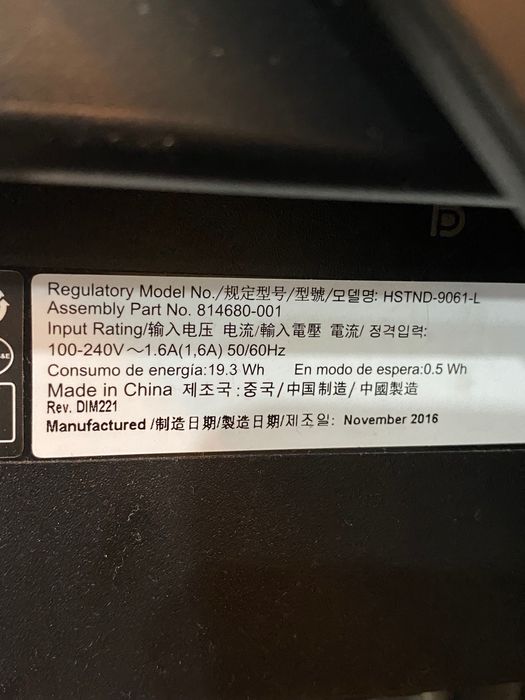 Regulatory Model No./规定型号/型號/모델명: HSTND-9061-L
Assembly Part No. 814680-001
Input Rating/输入电压 电流/輸入電壓 電流/ 정격입력:
100-240V～1.6A(1,6A) 50/60Hz
Consumo de energía:19.3 Wh En modo de espera:0.5 Wh
Made in China 제조국:중국/中国制造/中國製造
Rev. DIM221
Manufactured /制造日期/製造日期/제조일: November 2016